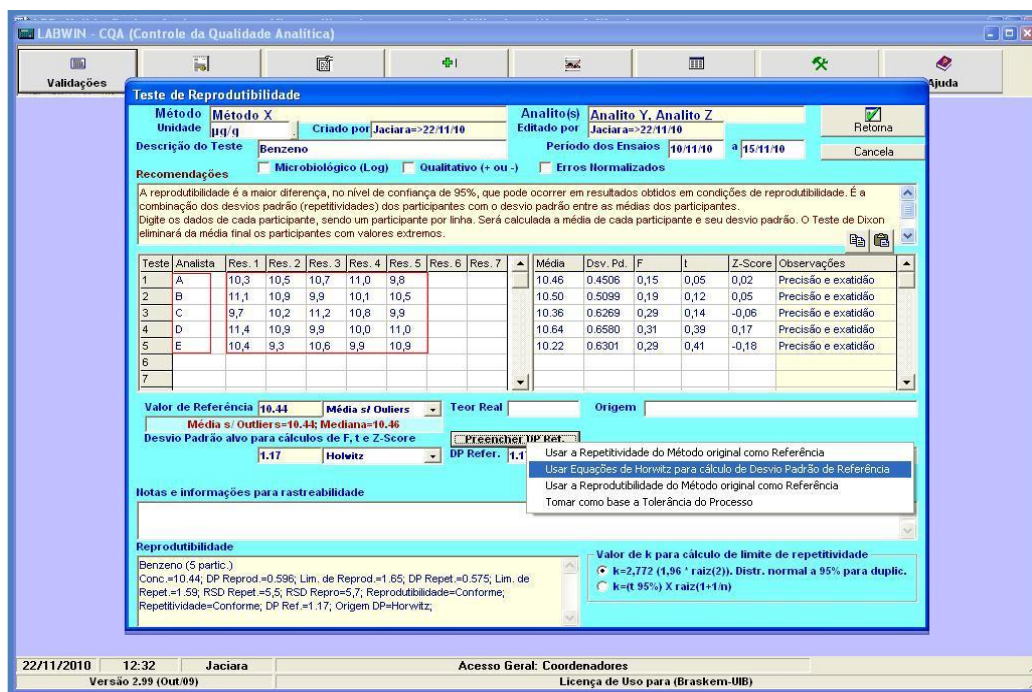 LABWIN - CQA (Controle da Qualidade Analítica)
Validações
Ajuda
Teste de Reprodutibilidade
Método Método X Analito(s) Analito Y, Analito Z
Unidade µg/g Criado por Jaciara=>22/11/10 Editado por Jaciara=>22/11/10 Retorna
Descrição do Teste Benzeno Período dos Ensaios 10/11/10 a 15/11/10 Cancela
Recomendações Microbiológico (Log) Qualitativo (+ ou -) Erros Normalizados
A reprodutibilidade é a maior diferença, no nível de confiança de 95%, que pode ocorrer em resultados obtidos em condições de reprodutibilidade. É a
combinação dos desvios padrão (repetitividades) dos participantes com o desvio padrão entre as médias dos participantes.
Digite os dados de cada participante, sendo um participante por linha. Será calculada a média de cada participante e seu desvio padrão. O Teste de Dixon
eliminará da média final os participantes com valores extremos.
Teste Analista Res. 1 Res. 2 Res. 3 Res. 4 Res. 5 Res. 6 Res. 7 Média Dsv. Pd. F t Z-Score Observações
1 A 10,3 10,5 10,7 11,0 9,8 10.46 0.4506 0,15 0,05 0,02 Precisão e exatidão
2 B 11,1 10,9 9,9 10,1 10,5 10.50 0.5099 0,19 0,12 0,05 Precisão e exatidão
3 C 9,7 10,2 11,2 10,8 9,9 10.36 0.6269 0,29 0,14 -0,06 Precisão e exatidão
4 D 11,4 10,9 9,9 10,0 11,0 10.64 0.6580 0,31 0,39 0,17 Precisão e exatidão
5 E 10,4 9,3 10,6 9,9 10,9 10.22 0.6301 0,29 0,41 -0,18 Precisão e exatidão
6
7
Valor de Referência 10.44 Média s/ Ouliers Teor Real Origem
Média s/ Outliers=10.44; Mediana=10.46
Desvio Padrão alvo para cálculos de F, t e Z-Score Preencher DP Ref.
1.17 Holwitz DP Refer.
Usar a Repetitividade do Método original como Referência
Usar Equações de Horwitz para cálculo de Desvio Padrão de Referência
Usar a Reprodutibilidade do Método original como Referência
Tomar como base a Tolerância do Processo
Notas e informações para rastreabilidade
Reprodutibilidade
Benzeno (5 partic.)
Conc.=10.44; DP Reprod.=0.596; Lim. de Reprod.=1.65; DP Repet.=0.575; Lim. de
Repet.=1.59; RSD Repet.=5,5; RSD Repro=5,7; Reprodutibilidade=Conforme;
Repetitividade=Conforme; DP Ref.=1.17; Origem DP=Horwitz;
Valor de k para cálculo de limite de repetitividade
k=2,772 (1,96 * raiz(2)). Distr. normal a 95% para duplic.
k=(t 95%) X raiz(1+1/n)
22/11/2010 12:32 Jaciara Acesso Geral: Coordenadores
Versão 2.99 (Out/09) Licença de Uso para (Braskem-UIB)